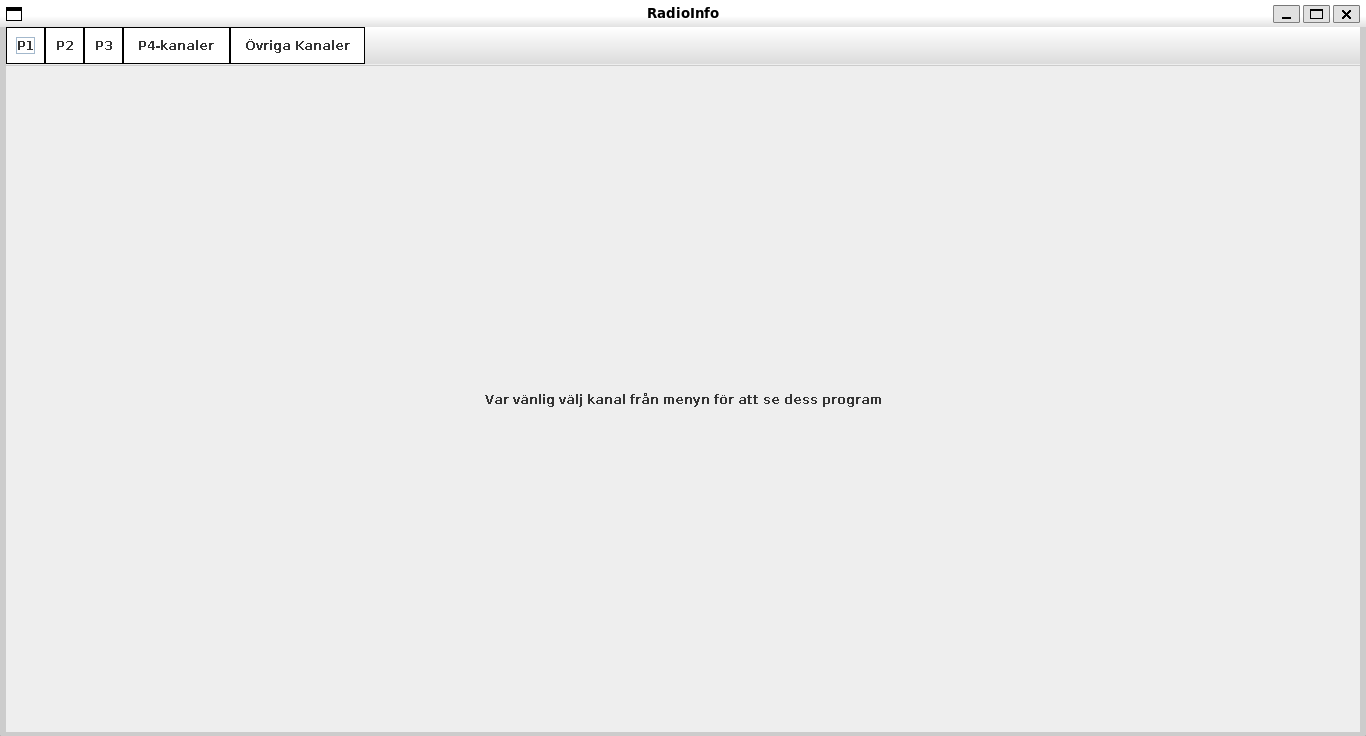 RadioInfo
P1
P2
P3
P4-kanaler
Övriga Kanaler
Var vänlig välj kanal från menyn för att se dess program